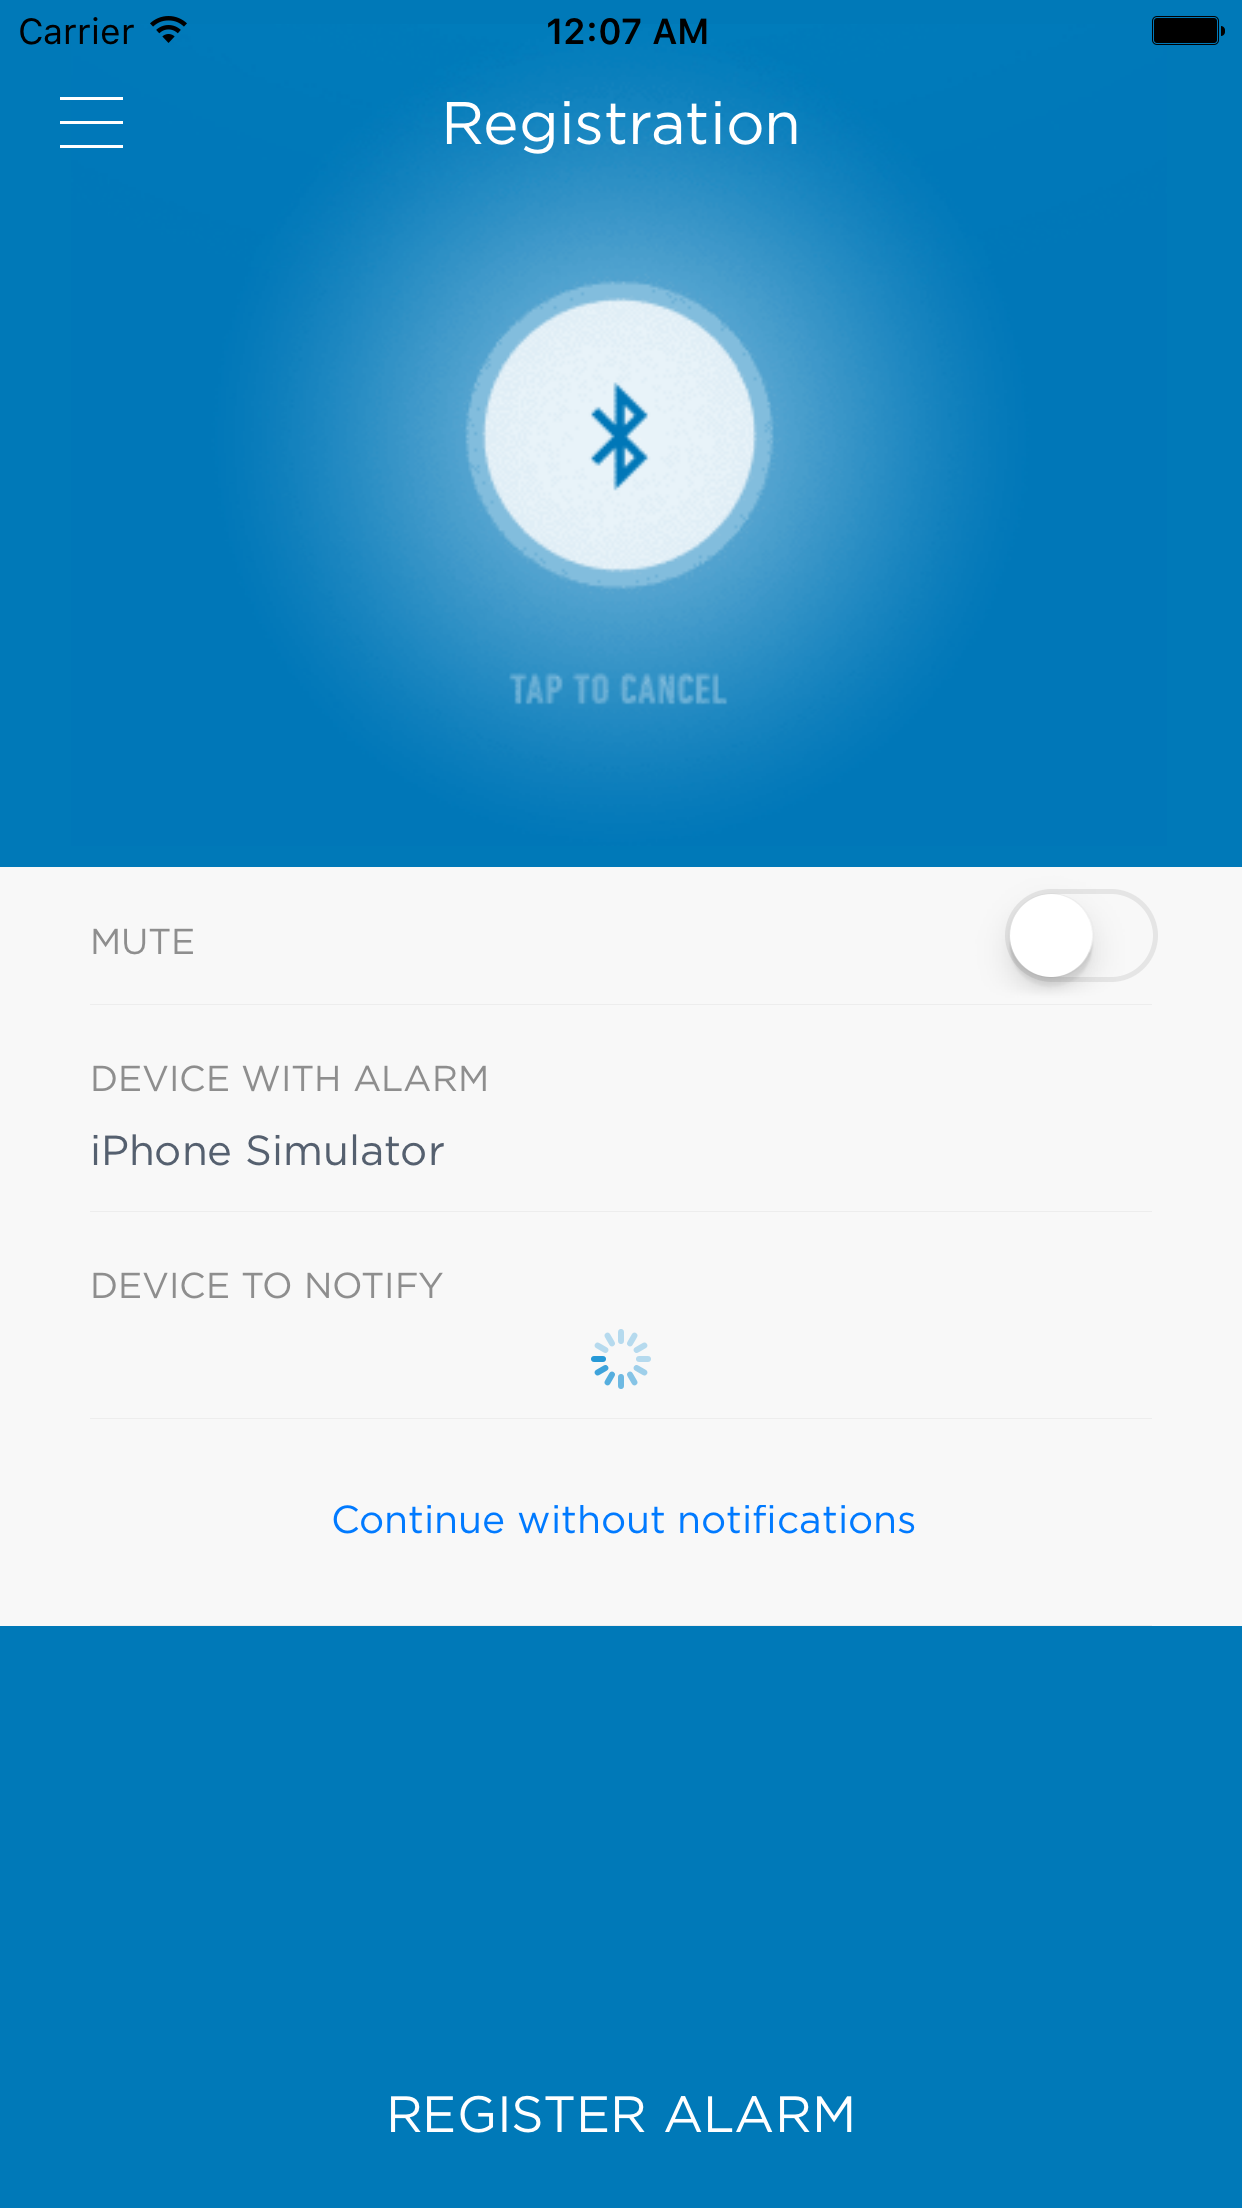 Carrier 12:07 AM
Registration
TAP TO CANCEL
MUTE
DEVICE WITH ALARM
iPhone Simulator
DEVICE TO NOTIFY
Continue without notifications
REGISTER ALARM